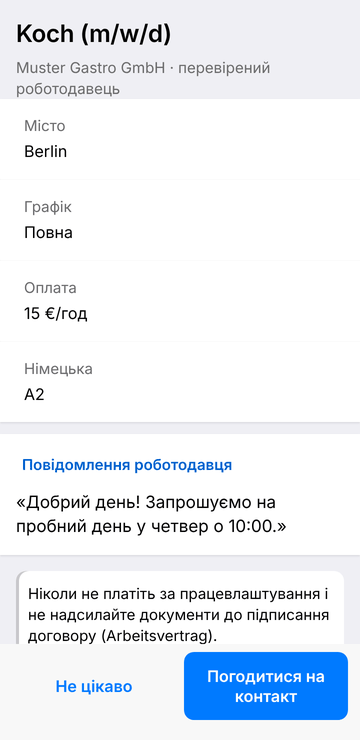 Koch (m/w/d)
Muster Gastro GmbH · перевірений
роботодавець
Місто
Berlin
Графік
Повна
Оплата
15 €/год
Німецька
A2
Повідомлення роботодавця
«Добрий день! Запрошуємо на
пробний день у четвер о 10:00.»
Ніколи не платіть за працевлаштування і
не надсилайте документи до підписання
договору (Arbeitsvertrag).
Не цікаво
Погодитися на
контакт